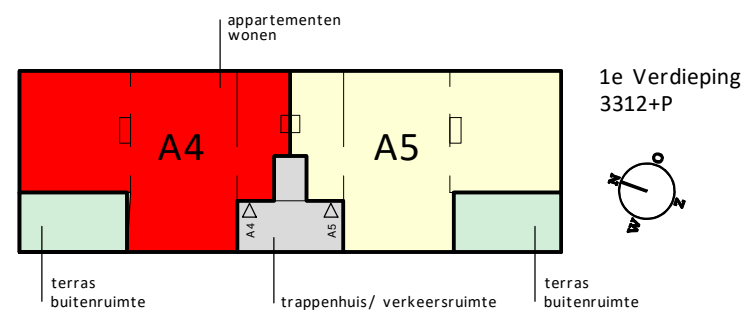 appartementen
wonen
1e Verdieping
3312+P
A4
A5
N
O
Z
W
A4
A5
terras
buitenruimte
trappenhuis/ verkeersruimte
terras
buitenruimte